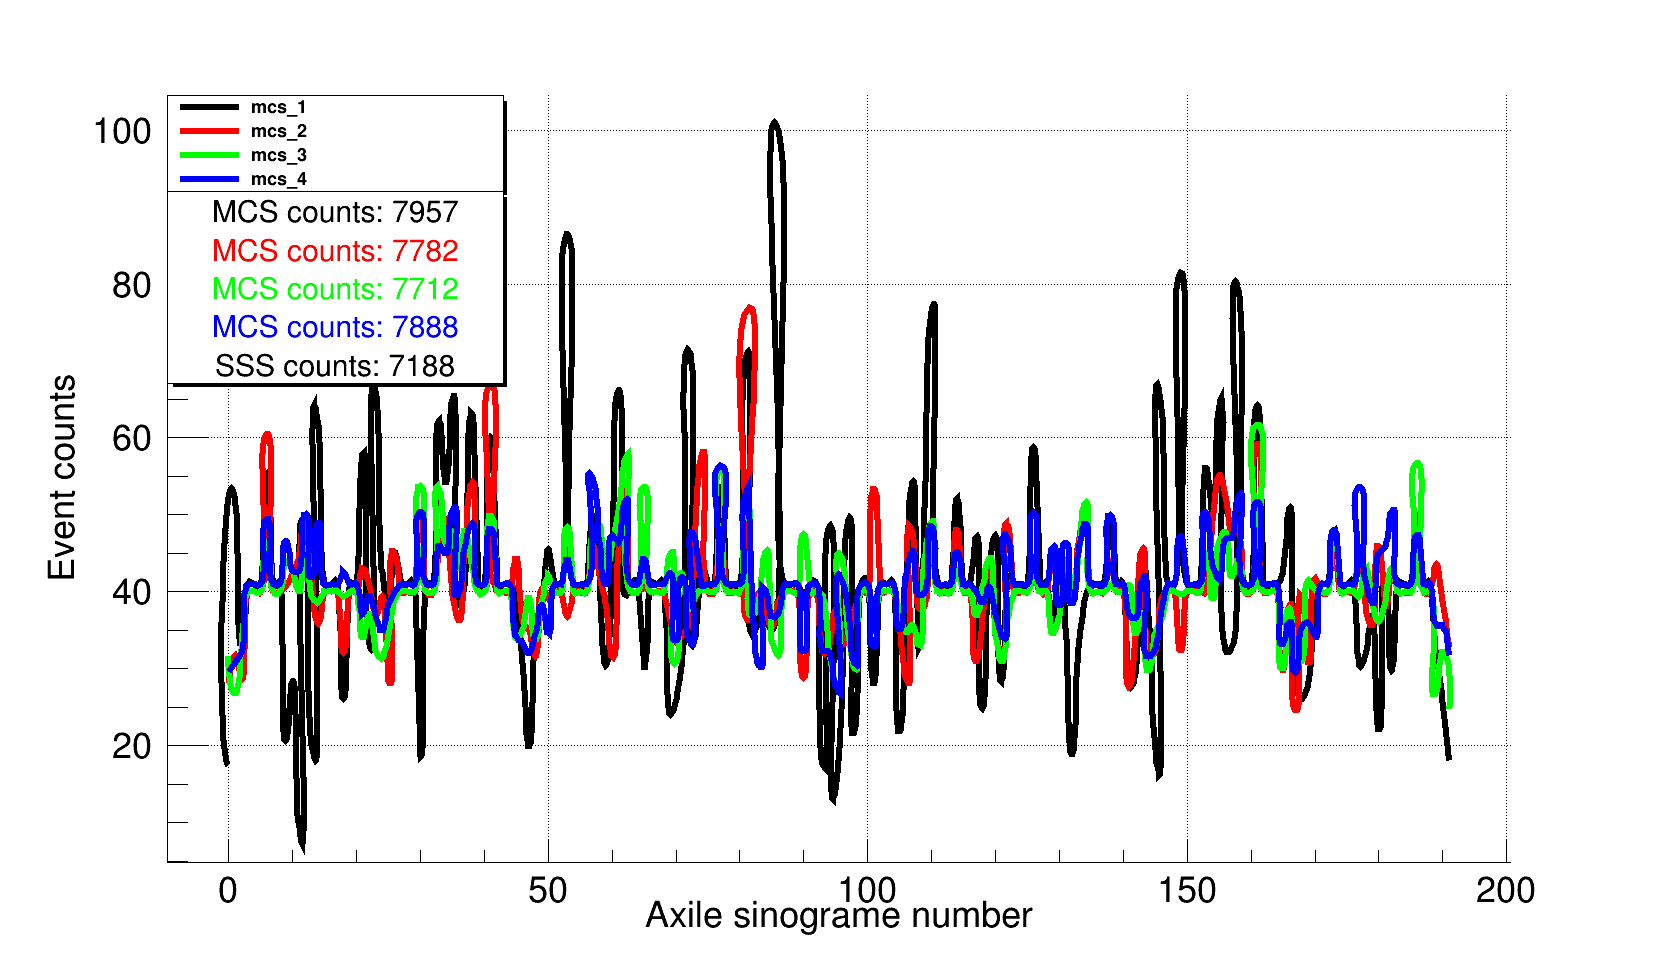 mcs_1
mcs_2
mcs_3
mcs_4
MCS counts: 7957
MCS counts: 7782
MCS counts: 7712
MCS counts: 7888
SSS counts: 7188
100
80
60
40
20
Event counts
0 50 100 150 200
Axile sinograme number